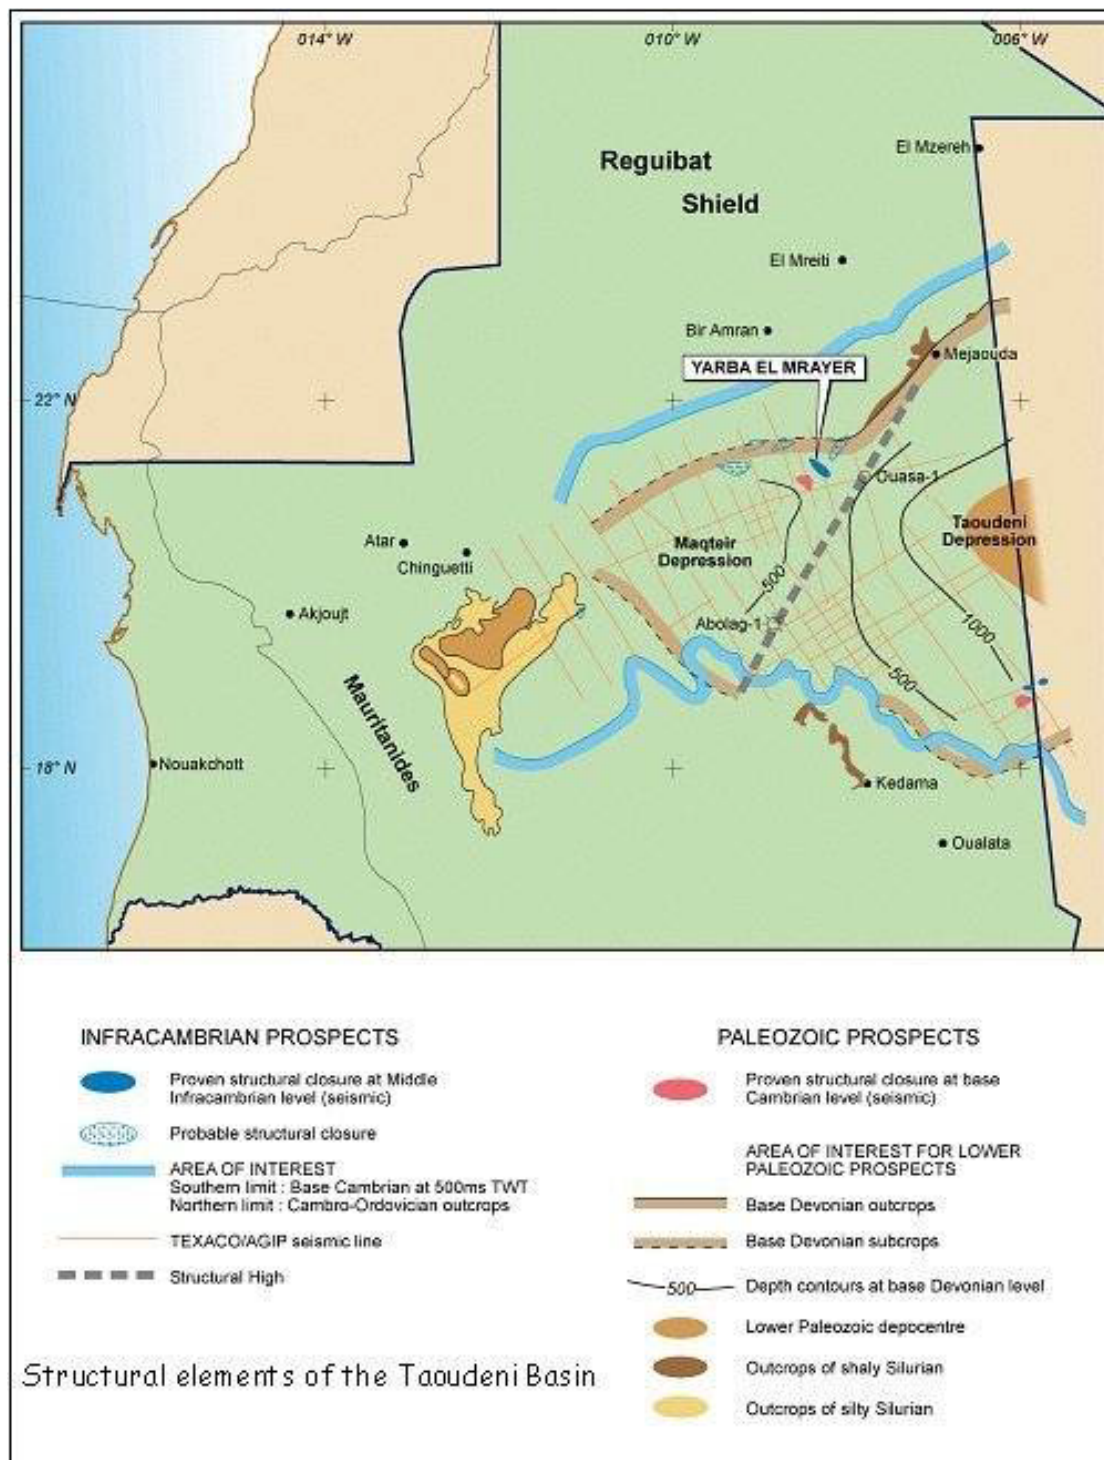 014° W
010° W
006° W
El Mzereh
Reguibat
Shield
El Mreiti
Bir Amran
Mejaouda
YARBA EL MRAYER
22° N
Ouasa-1
Taoudeni
Depression
Atar
Maqteir
Depression
500
Chinguetti
Akjoujt
Abolag-1
1000
500
Mauritanides
18° N
Nouakchott
Kedama
Oualata
INFRACAMBRIAN PROSPECTS
Proven structural closure at Middle
Infracambrian level (seismic)
Probable structural closure
AREA OF INTEREST
Southern limit : Base Cambrian at 500ms TWT
Northern limit : Cambro-Ordovician outcrops
TEXACO/AGIP seismic line
Structural High
PALEOZOIC PROSPECTS
Proven structural closure at base
Cambrian level (seismic)
AREA OF INTEREST FOR LOWER
PALEOZOIC PROSPECTS
Base Devonian outcrops
Base Devonian subcrops
500
Depth contours at base Devonian level
Lower Paleozoic depocentre
Outcrops of shaly Silurian
Outcrops of silty Silurian
Structural elements of the Taoudeni Basin